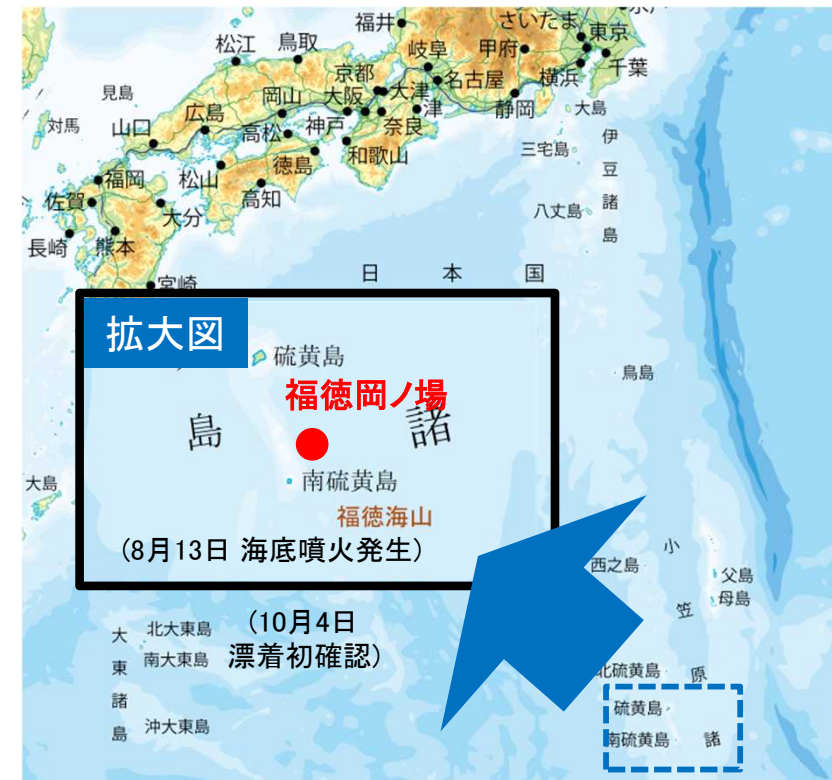 福井
さいたま
東京
松江
鳥取
岐阜
甲府
千葉
京都
大津
名古屋
横浜
見島
岡山
大阪
津
静岡
大島
対馬
山口
広島
高松
神戸
奈良
三宅島
伊豆諸島
徳島
和歌山
福岡
松山
高知
佐賀
大分
八丈島
長崎
熊本
日本国
宮崎
拡大図
硫黄島
福徳岡ノ場
島
諸
鳥島
南硫黄島
大島
福徳海山
(8月13日 海底噴火発生)
西之島
小笠原諸
父島
母島
大東諸島
北大東島
(10月4日
南大東島
漂着初確認)
北硫黄島
硫黄島
沖大東島
南硫黄島